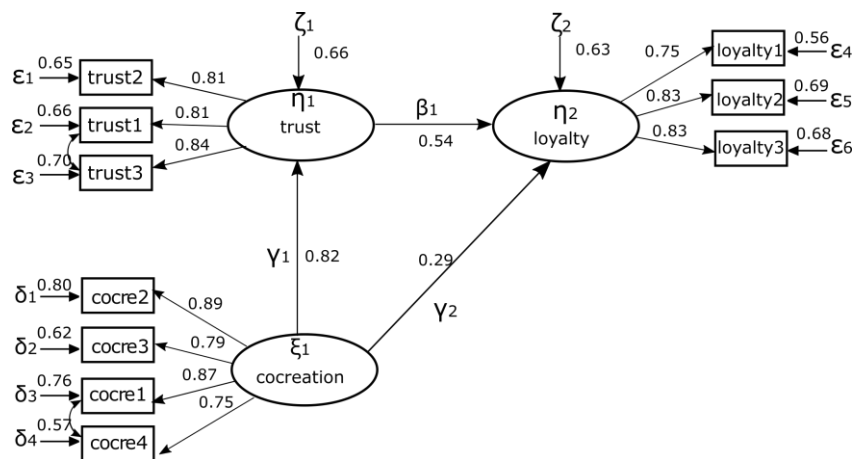 ζ1
0.66
ζ2
0.63
0.56
0.75
loyalty1
ε4
0.65
ε1
trust2
0.81
η1
trust
β1
0.54
η2
loyalty
0.83
loyalty2
0.69
ε5
0.66
ε2
trust1
0.81
0.83
loyalty3
0.68
ε6
0.70
ε3
trust3
0.84
γ1
0.82
0.29
γ2
0.80
δ1
cocre2
0.89
0.62
δ2
cocre3
0.79
ξ1
cocreation
0.76
δ3
cocre1
0.87
0.57
δ4
cocre4
0.75